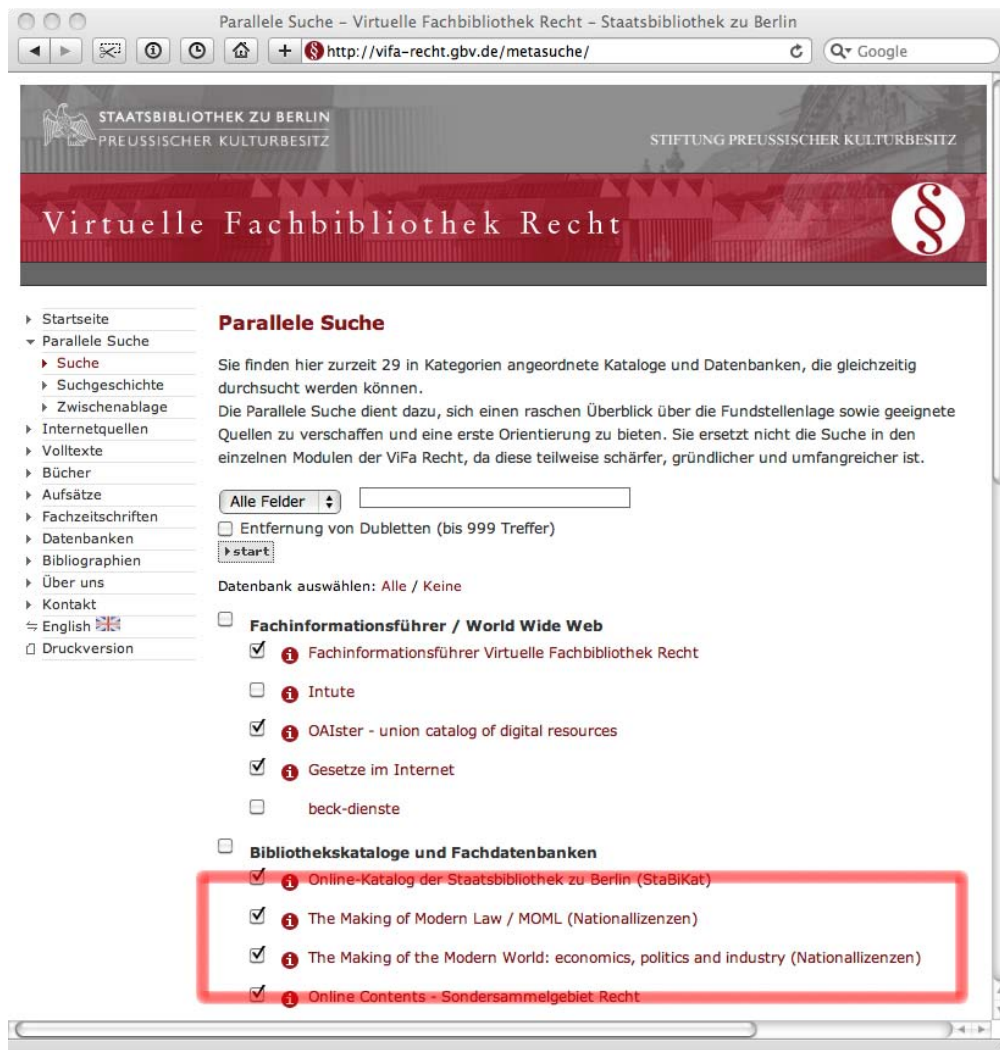 Parallele Suche – Virtuelle Fachbibliothek Recht – Staatsbibliothek zu Berlin
http://vifa-recht.gbv.de/metasuche/
Google
STAATSBIBLIOTHEK ZU BERLIN
PREUSSISCHER KULTURBESITZ
STIFTUNG PREUSSISCHER KULTURBESITZ
Virtuelle Fachbibliothek Recht
§
Startseite
Parallele Suche
Suche
Suchgeschichte
Zwischenablage
Internetquellen
Volltexte
Bücher
Aufsätze
Fachzeitschriften
Datenbanken
Bibliographien
Über uns
Kontakt
English
Druckversion
Parallele Suche
Sie finden hier zurzeit 29 in Kategorien angeordnete Kataloge und Datenbanken, die gleichzeitig
durchsucht werden können.
Die Parallele Suche dient dazu, sich einen raschen Überblick über die Fundstellenlage sowie geeignete
Quellen zu verschaffen und eine erste Orientierung zu bieten. Sie ersetzt nicht die Suche in den
einzelnen Modulen der ViFa Recht, da diese teilweise schärfer, gründlicher und umfangreicher ist.
Alle Felder
Entfernung von Dubletten (bis 999 Treffer)
start
Datenbank auswählen: Alle / Keine
Fachinformationsführer / World Wide Web
Fachinformationsführer Virtuelle Fachbibliothek Recht
Intute
OAIster - union catalog of digital resources
Gesetze im Internet
beck-dienste
Bibliothekskataloge und Fachdatenbanken
Online-Katalog der Staatsbibliothek zu Berlin (StaBiKat)
The Making of Modern Law / MOML (Nationallizenzen)
The Making of the Modern World: economics, politics and industry (Nationallizenzen)
Online Contents - Sondersammelgebiet Recht